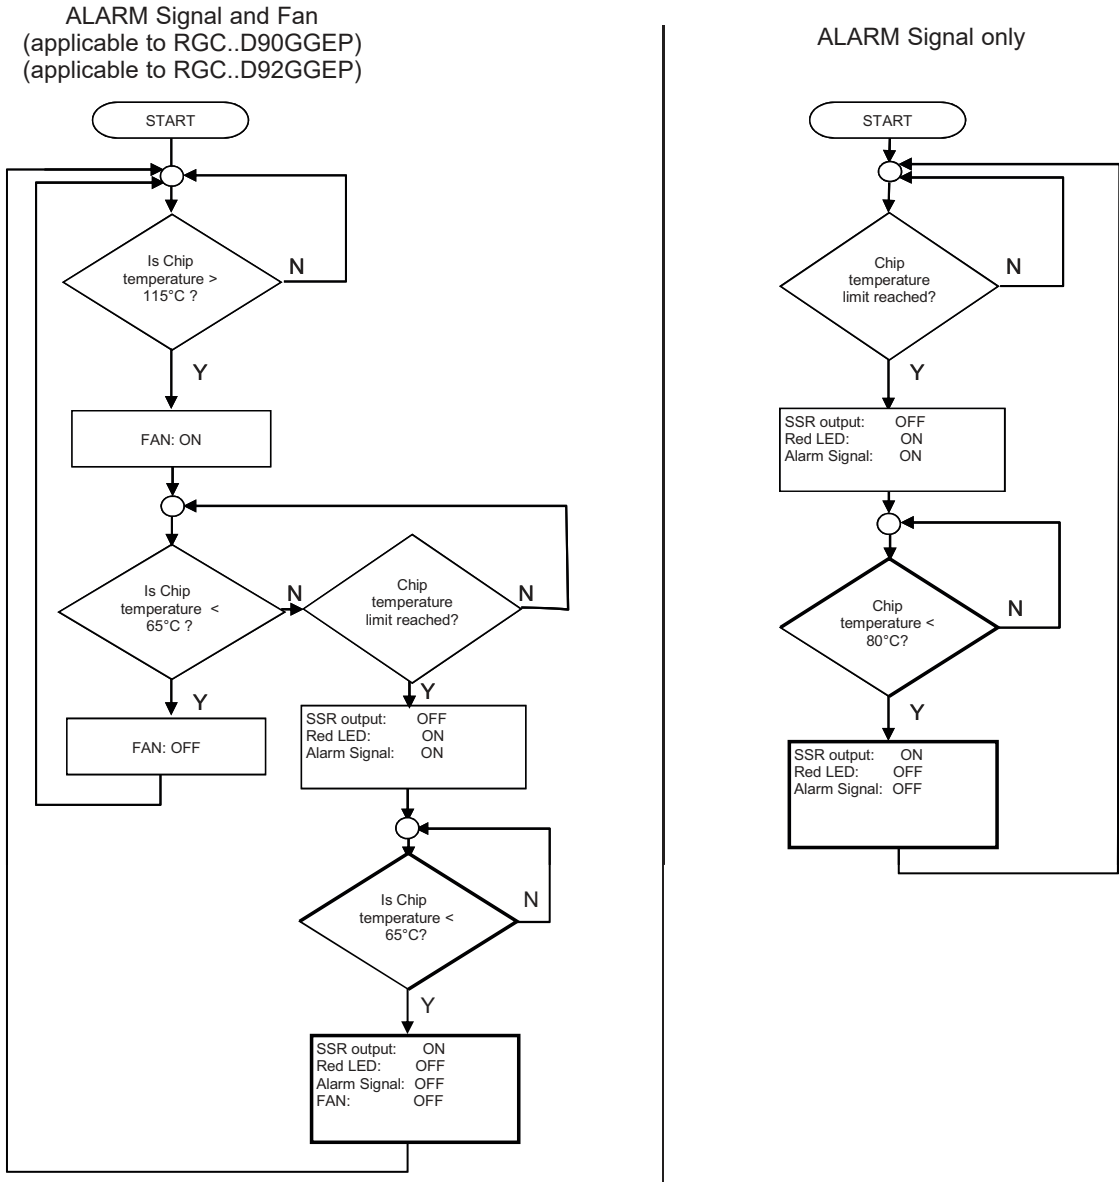 ALARM Signal and Fan
(applicable to RGC..D90GGEP)
(applicable to RGC..D92GGEP)
START
Is Chip
temperature >
115°C ?
N
Y
FAN: ON
Is Chip
temperature <
65°C ?
N
Y
FAN: OFF
Chip
temperature
limit reached?
N
Y
SSR output: OFF
Red LED: ON
Alarm Signal: ON
Is Chip
temperature <
65°C?
N
Y
SSR output: ON
Red LED: OFF
Alarm Signal: OFF
FAN: OFF
ALARM Signal only
START
Chip
temperature
limit reached?
N
Y
SSR output: OFF
Red LED: ON
Alarm Signal: ON
Chip
temperature <
80°C?
N
Y
SSR output: ON
Red LED: OFF
Alarm Signal: OFF